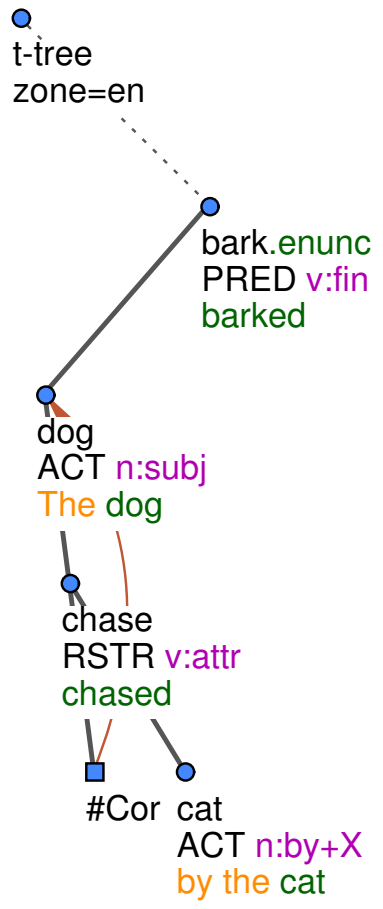 t-tree
zone=en
bark.enunc
PRED v:fin
barked
dog
ACT n:subj
The dog
chase
RSTR v:attr
chased
#Cor
cat
ACT n:by+X
by the cat